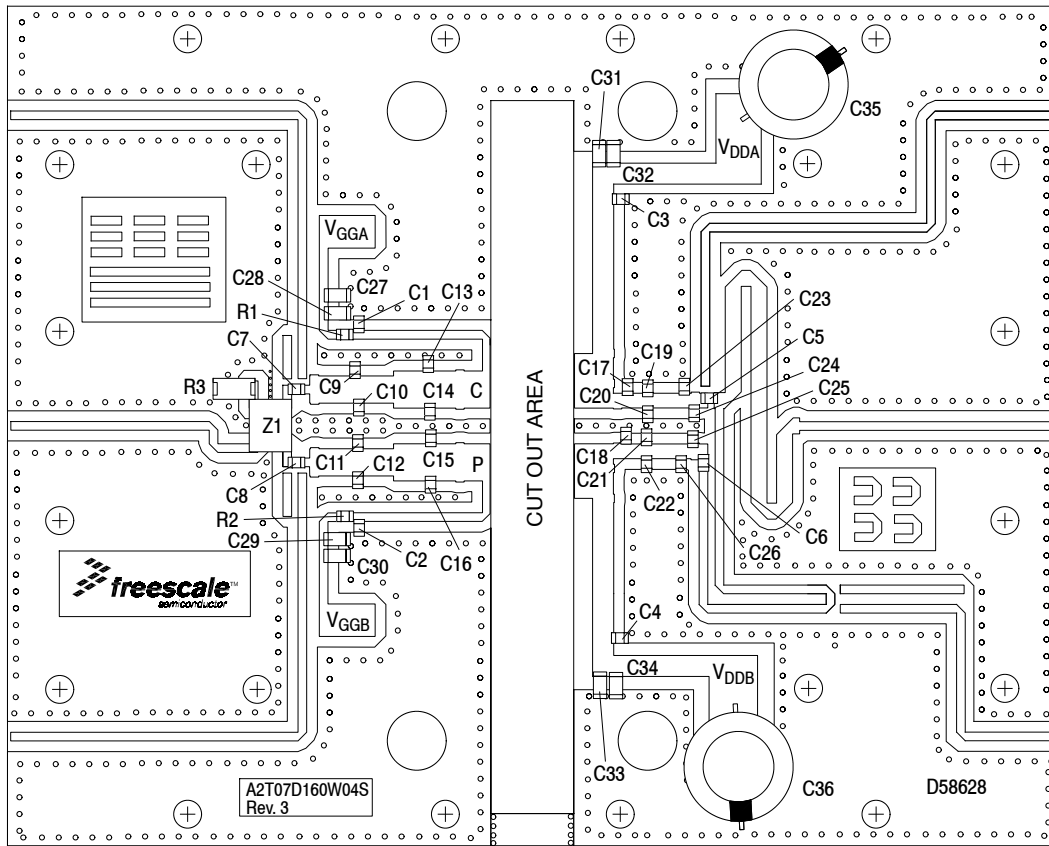 C31
C35
VDDA
C32
C3
VGGA
C28
C27
C1
C13
R1
C7
C23
C5
C24
C25
C17
C19
R3
C9
C10
C14
C
C20
Z1
CUT OUT AREA
C11
C12
C15
P
C18
C21
C22
C8
R2
C29
C30
C2
C16
C26
C6
freescale™
semiconductor
VGGB
C4
C34
VDDB
C33
C36
A2T07D160W04S
Rev. 3
D58628